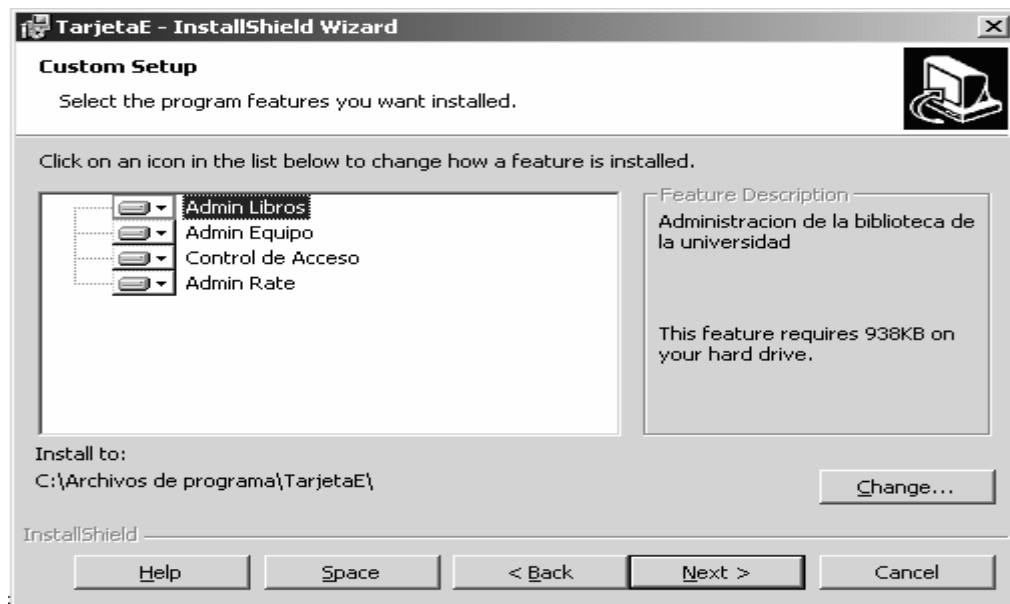 TarjetaE - InstallShield Wizard
Custom Setup
Select the program features you want installed.
Click on an icon in the list below to change how a feature is installed.
Admin Libros
Admin Equipo
Control de Acceso
Admin Rate
Feature Description
Administracion de la biblioteca de
la universidad
This feature requires 938KB on
your hard drive.
Install to:
C:\Archivos de programa\TarjetaE\
Change...
InstallShield
Help
Space
< Back
Next >
Cancel